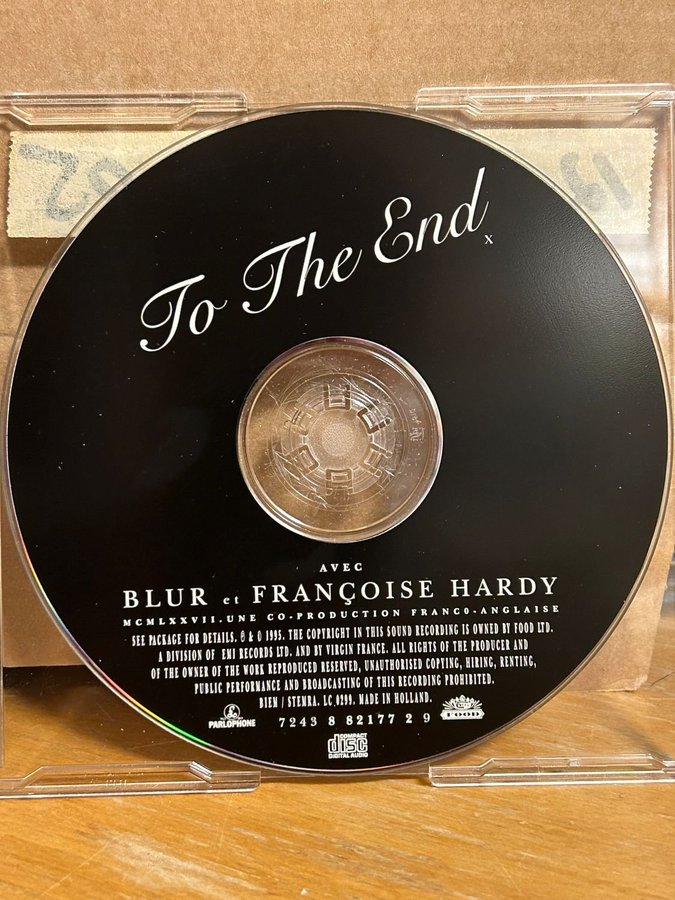 To The End
x
AVEC
BLUR et FRANÇOISE HARDY
MCMLXXVII.UNE CO-PRODUCTION FRANCO-ANGLAISE
SEE PACKAGE FOR DETAILS. ℗ & © 1995. THE COPYRIGHT IN THIS SOUND RECORDING IS OWNED BY FOOD LTD.
A DIVISION OF EMI RECORDS LTD. AND BY VIRGIN FRANCE. ALL RIGHTS OF THE PRODUCER AND
OF THE OWNER OF THE WORK REPRODUCED RESERVED, UNAUTHORISED COPYING, HIRING, RENTING,
PUBLIC PERFORMANCE AND BROADCASTING OF THIS RECORDING PROHIBITED.
BIEM / STEMRA. LC 0299. MADE IN HOLLAND.
PARLOPHONE 7243 8 82177 2 9 FOOD
COMPACT
disc
DIGITAL AUDIO